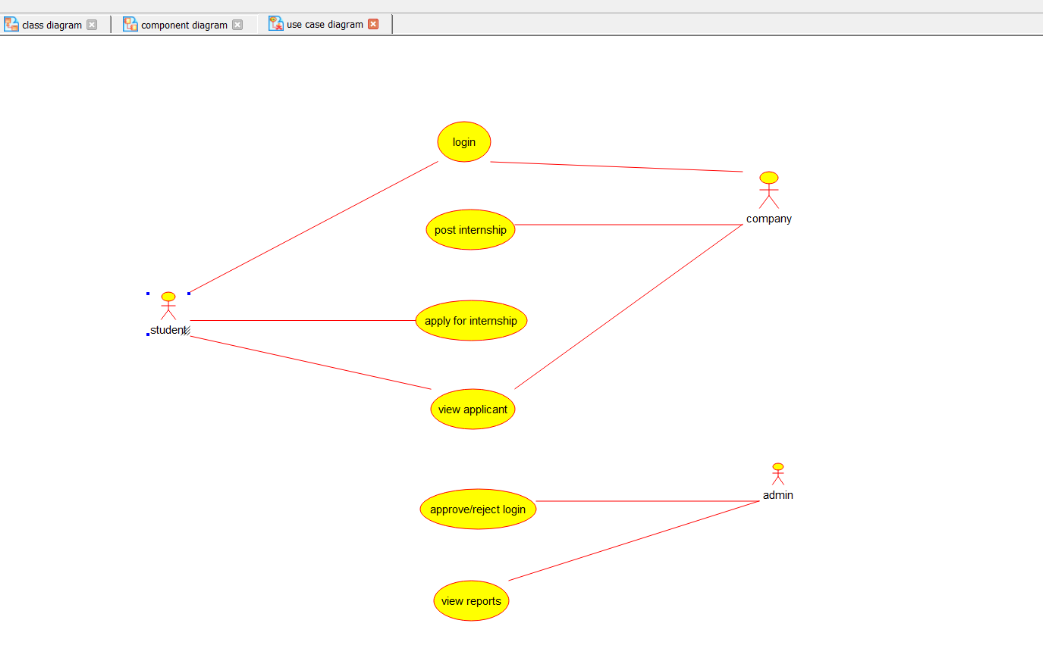 class diagram
component diagram
use case diagram
login
company
post internship
student
apply for internship
view applicant
admin
approve/reject login
view reports